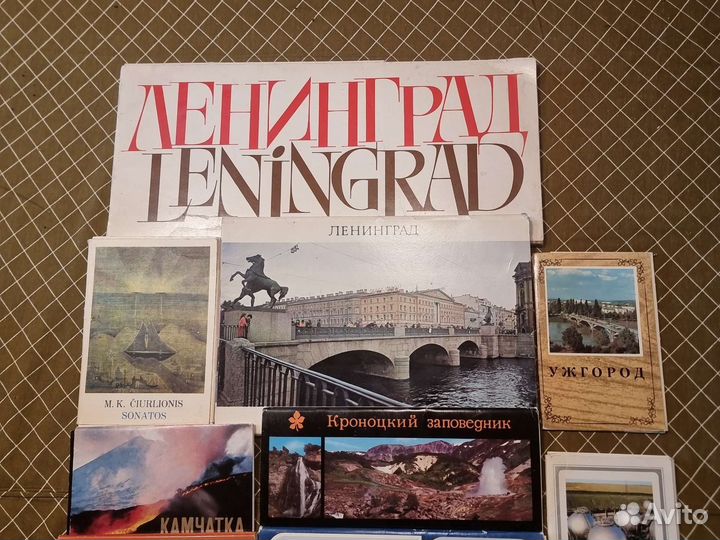 ЛЕНИНГРАД
LENiNGRAD
ЛЕНИНГРАД
M. K. ČIURLIONIS
SONATOS
УЖГОРОД
Кроноцкий заповедник
КАМЧАТКА
Avito